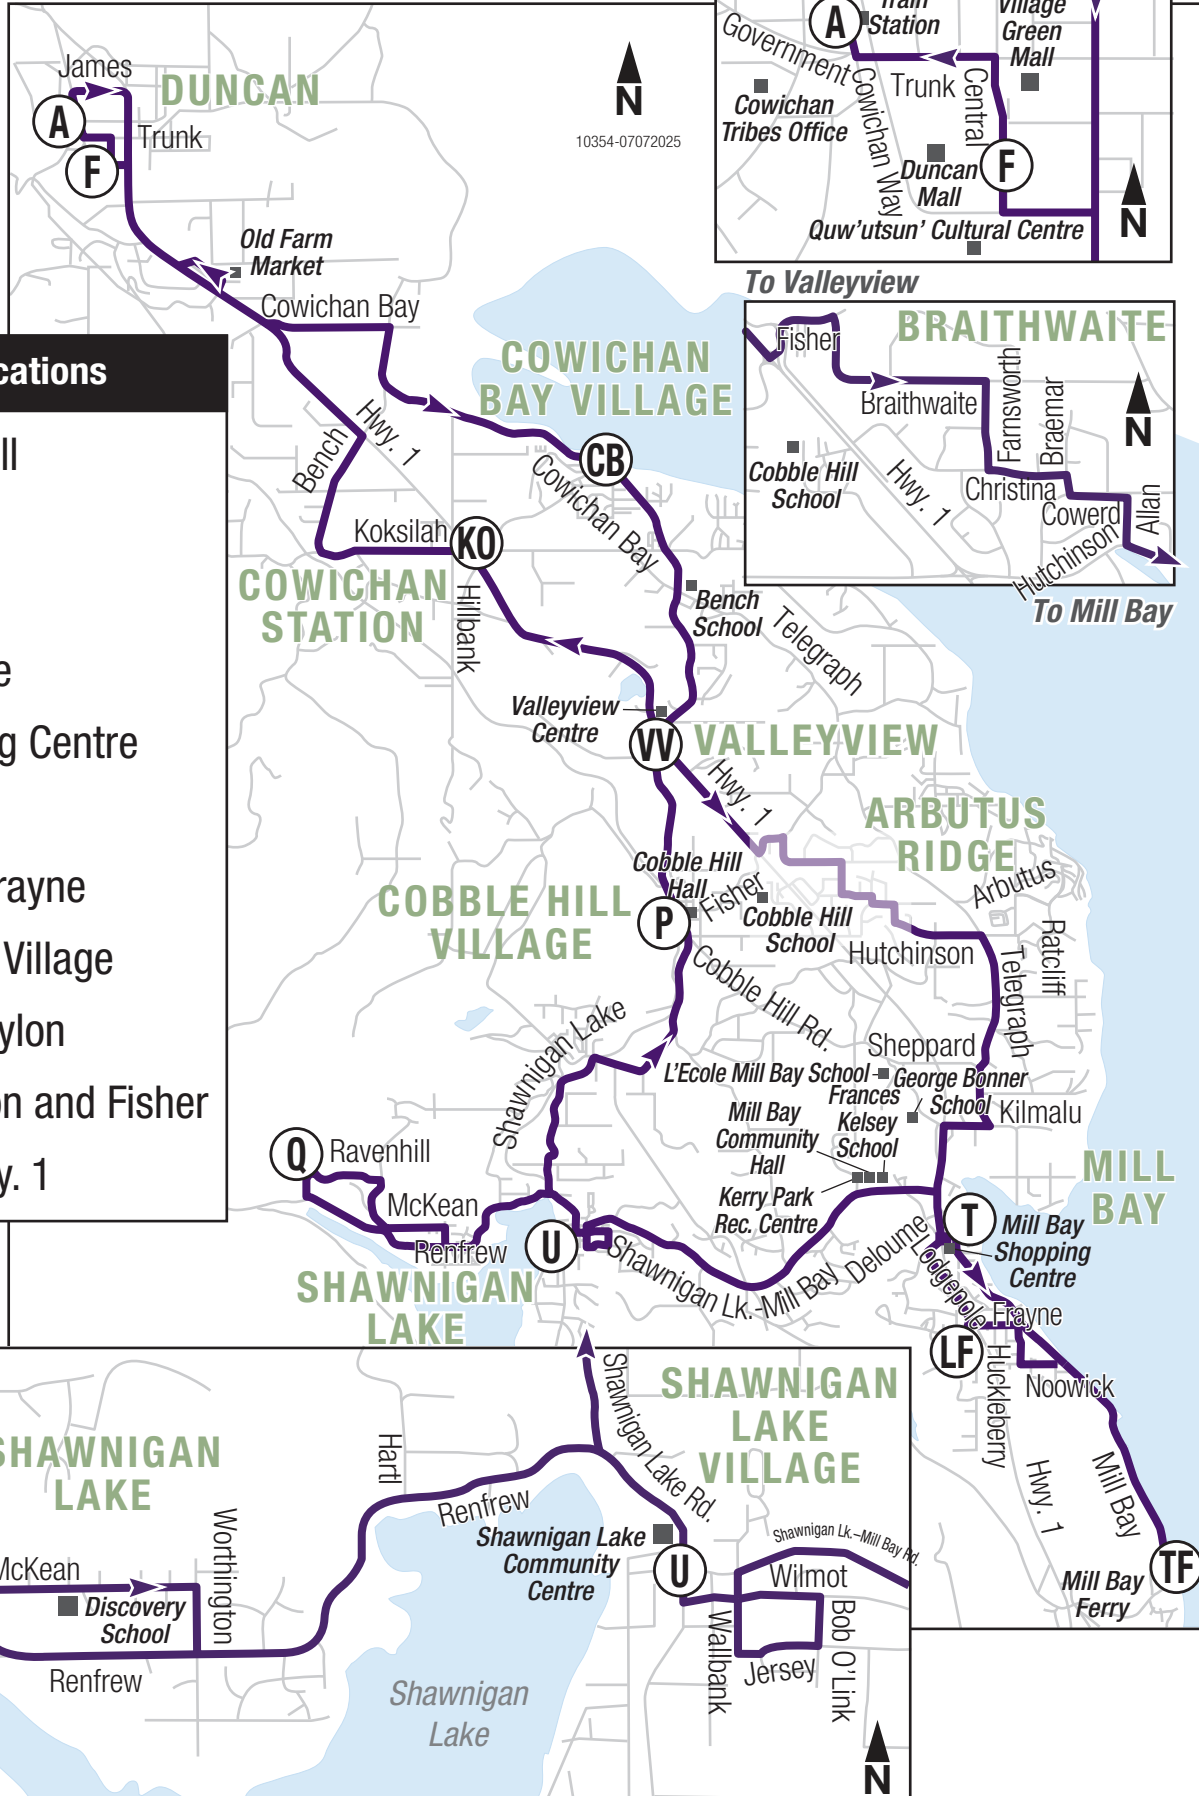 James
DUNCAN
A
Trunk
F
N
10354-07072025
Old Farm
Market
Cowichan Bay
Train
Station
Village
Green
Mall
A
Government
Trunk
Central
Cowichan
Tribes Office
Cowichan Way
Duncan
Mall
F
N
Quw'utsun' Cultural Centre
To Valleyview
BRAITHWAITE
Fisher
Braithwaite
Farnsworth
Braemar
N
Cobble Hill
School
Hwy. 1
Christina
Cowerd
Allan
Hutchinson
To Mill Bay
cations
ll
e
g Centre
rayne
Village
ylon
on and Fisher
y. 1
COWICHAN
BAY VILLAGE
Hwy. 1
Bench
CB
Cowichan Bay
Koksilah
KO
COWICHAN
STATION
Hillbank
Bench
School
Telegraph
Valleyview
Centre
VV
VALLEYVIEW
Hwy. 1
ARBUTUS
RIDGE
Arbutus
Cobble Hill
Hall
Fisher
Cobble Hill
School
COBBLE HILL
VILLAGE
P
Hutchinson
Ratcliff
Telegraph
Cobble Hill Rd.
Shawnigan Lake
Sheppard
L'Ecole Mill Bay School
George Bonner
School
Frances
Kelsey
School
Kilmalu
Mill Bay
Community
Hall
Kerry Park
Rec. Centre
MILL
BAY
Q
Ravenhill
McKean
Renfrew
U
Shawnigan Lk.-Mill Bay
Deloume
T
Mill Bay
Shopping
Centre
Lodgepole
Frayne
SHAWNIGAN
LAKE
LF
Huckleberry
Noowick
Hwy. 1
Mill Bay
TF
Mill Bay
Ferry
SHAWNIGAN
LAKE
VILLAGE
Shawnigan Lake Rd.
SHAWNIGAN
LAKE
Hartl
Renfrew
Worthington
Shawnigan Lake
Community
Centre
Shawnigan Lk.-Mill Bay Rd.
U
Wilmot
McKean
Discovery
School
Wallbank
Bob O'Link
Jersey
Renfrew
Shawnigan
Lake
N